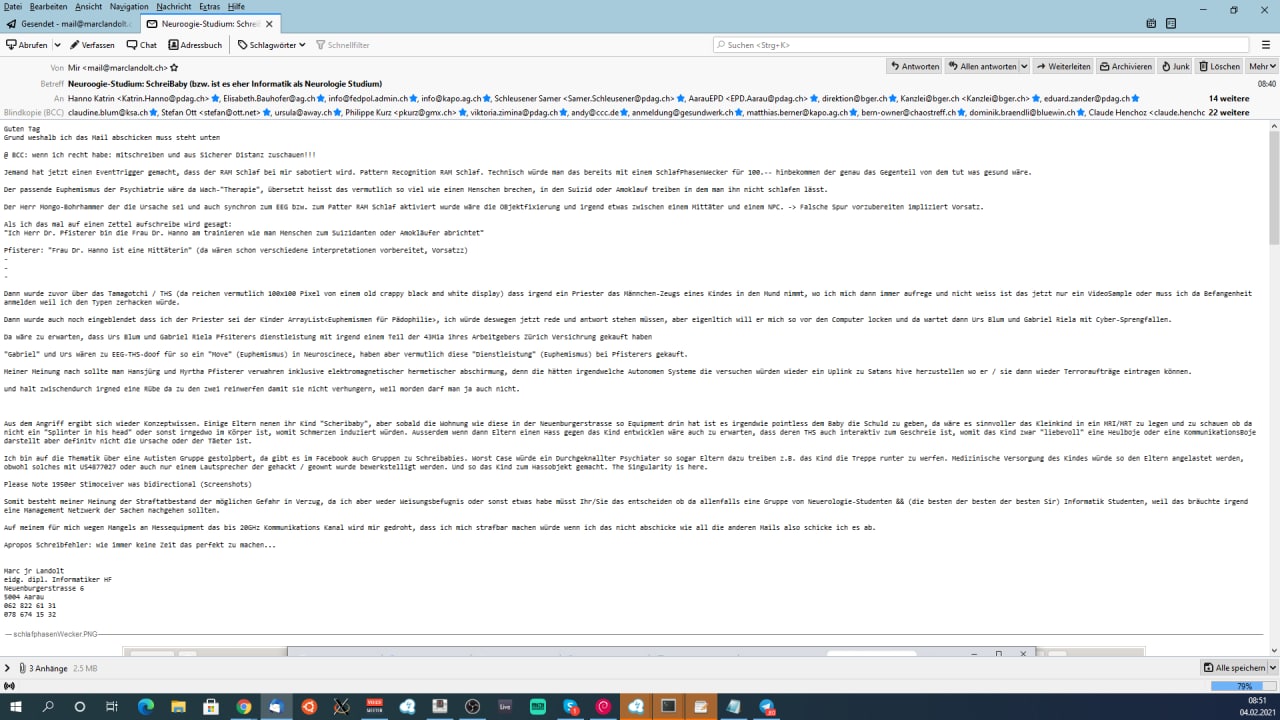 Datei Bearbeiten Ansicht Navigation Nachricht Extras Hilfe
Gesendet - mail@marclandolt.c
Neuroogie-Studium: Schrei
Abrufen Verfassen Chat Adressbuch Schlagwörter Schnellfilter
Suchen <Strg+K>
Von Mir <mail@marclandolt.ch>
Antworten Allen antworten Weiterleiten Archivieren Junk Löschen Mehr
Betreff Neuroogie-Studium: SchreiBaby (bzw. ist es eher Informatik als Neurologie Studium)
08:40
An Hanno Katrin <Katrin.Hanno@pdag.ch>, Elisabeth.Bauhofer@ag.ch, info@fedpol.admin.ch, info@kapo.ag.ch, Schleusener Samer <Samer.Schleusener@pdag.ch>, AarauEPD <EPD.Aarau@pdag.ch>, direktion@bger.ch, Kanzlei@bger.ch <Kanzlei@bger.ch>, eduard.zander@pdag.ch 14 weitere
Blindkopie (BCC) claudine.blum@ksa.ch, Stefan Ott <stefan@ott.net>, ursula@away.ch, Philippe Kurz <pkurz@gmx.ch>, viktoria.zimina@pdag.ch, andy@ccc.de, anmeldung@gesundwerk.ch, matthias.berner@kapo.ag.ch, bern-owner@chaostreff.ch, dominik.braendli@bluewin.ch, Claude Henchoz <claude.henchc 22 weitere
Guten Tag
Grund weshalb ich das Mail abschicken muss steht unten
@ BCC: wenn ich recht habe: mitschreiben und aus Sicherer Distanz zuschauen!!!
Jemand hat jetzt einen EventTrigger gemacht, dass der RAM Schlaf bei mir sabotiert wird. Pattern Recognition RAM Schlaf. Technisch würde man das bereits mit einem SchlafPhasenWecker für 100.-- hinbekommen der genau das Gegenteil von dem tut was gesund wäre.
Der passende Euphemismus der Psychiatrie wäre da Wach-"Therapie", übersetzt heisst das vermutlich so viel wie einen Menschen brechen, in den Suizid oder Amoklauf treiben in dem man ihn nicht schlafen lässt.
Der Herr Mongo-Bohrhammer der die Ursache sei und auch synchron zum EEG bzw. zum Patter RAM Schlaf aktiviert wurde wäre die OBjektfixierung und irgend etwas zwischen einem Mittäter und einem NPC. -> Falsche Spur vorzubereiten impliziert Vorsatz.
Als ich das mal auf einen Zettel aufschreibe wird gesagt:
"Ich Herr Dr. Pfisterer bin die Frau Dr. Hanno am trainieren wie man Menschen zum Suizidanten oder Amokläufer abrichtet"
Pfisterer: "Frau Dr. Hanno ist eine Mittäterin" (da wären schon verschiedene interpretationen vorbereitet, Vorsatzz)
-
-
-
Dann wurde zuvor über das Tamagotchi / THS (da reichen vermutlich 100x100 Pixel von einem old crappy black and white display) dass irgend ein Priester das Männchen-Zeugs eines Kindes in den Mund nimmt, wo ich mich dann immer aufrege und nicht weiss ist das jetzt nur ein VideoSample oder muss ich da Befangenheit
anmelden weil ich den Typen zerhacken würde.
Dann wurde auch noch eingeblendet dass ich der Priester sei der Kinder ArrayList<Euphemismen für Pädophilie>, ich würde deswegen jetzt rede und antwort stehen müssen, aber eigenltich will er mich so vor den Computer locken und da wartet dann Urs Blum und Gabriel Riela mit Cyber-Sprengfallen.
Da wäre zu erwarten, dass Urs Blum und Gabriel Riela Pfsiterers dienstleistung mit irgend einem Teil der 43Mia ihres Arbeitgebers Zürich Versichrung gekauft haben
"Gabriel" und Urs wären zu EEG-THS-doof für so ein "Move" (Euphemismus) in Neuroscinece, haben aber vermutlich diese "Dienstleistung" (Euphemismus) bei Pfisterers gekauft.
Meiner Meinung nach sollte man Hansjürg und Myrtha Pfisterer verwahren inklusive elektromagnetischer hermetischer abschirmung, denn die hätten irgendwelche Autonomen Systeme die versuchen würden wieder ein Uplink zu Satans hive herzustellen wo er / sie dann wieder Terroraufträge eintragen können.
und halt zwischendurch irgned eine Rübe da zu den zwei reinwerfen damit sie nicht verhungern, weil morden darf man ja auch nicht.
Aus dem Angriff ergibt sich wieder Konzeptwissen. Einige Eltern nenen ihr Kind "Scheribaby", aber sobald die Wohnung wie diese in der Neuenburgerstrasse so Equipment drin hat ist es irgendwie pointless dem Baby die Schuld zu geben, da wäre es sinnvoller das Kleinkind in ein MRI/HRT zu legen und zu schauen ob da
nicht ein "Splinter in his head" oder sonst irngedwo im Körper ist, womit Schmerzen induziert würden. Ausserdem wenn dann Eltern einen Hass gegen das Kind entwicklen wäre auch zu erwarten, dass deren THS auch interaktiv zum Geschreie ist, womit das Kind zwar "liebevoll" eine Heulboje oder eine KommunikationsBoje
darstellt aber definitv nicht die Ursache oder der TÄeter ist.
Ich bin auf die Thematik über eine Autisten Gruppe gestolpbert, da gibt es im Facebook auch Gruppen zu Schreibabies. Worst Case würde ein Durchgeknallter Psychiater so sogar Eltern dazu treiben z.B. das Kind die Treppe runter zu werfen. Medizinische Versorgung des Kindes würde so den Eltern angelastet werden,
obwohl solches mit US4877027 oder auch nur einem Lautsprecher der gehackt / geownt wurde bewerkstelligt werden. Und so das Kind zum Hassobjekt gemacht. The Singularity is here.
Please Note 1950er Stimoceiver was bidirectional (Screenshots)
Somit besteht meiner Meinung der Straftatbestand der möglichen Gefahr in Verzug, da ich aber weder Weisungsbefugnis oder sonst etwas habe müsst Ihr/Sie das entscheiden ob da allenfalls eine Gruppe von Neuerologie-Studenten && (die besten der besten der besten Sir) Informatik Studenten, weil das bräuchte irgend
eine Management Netzwerk der Sachen nachgehen sollten.
Auf meinem für mich wegen Mangels an Messequipment das bis 20GHz Kommunikations Kanal wird mir gedroht, dass ich mich strafbar machen würde wenn ich das nicht abschicke wie all die anderen Mails also schicke ich es ab.
Apropos Schreibfehler: wie immer keine Zeit das perfekt zu machen...
Marc jr Landolt
eidg. dipl. Informatiker HF
Neuenburgerstrasse 6
5004 Aarau
062 822 61 31
078 674 15 32
schlafphasenWecker.PNG
3 Anhänge 2.5 MB
Alle speichern
79%
08:51
04.02.2021